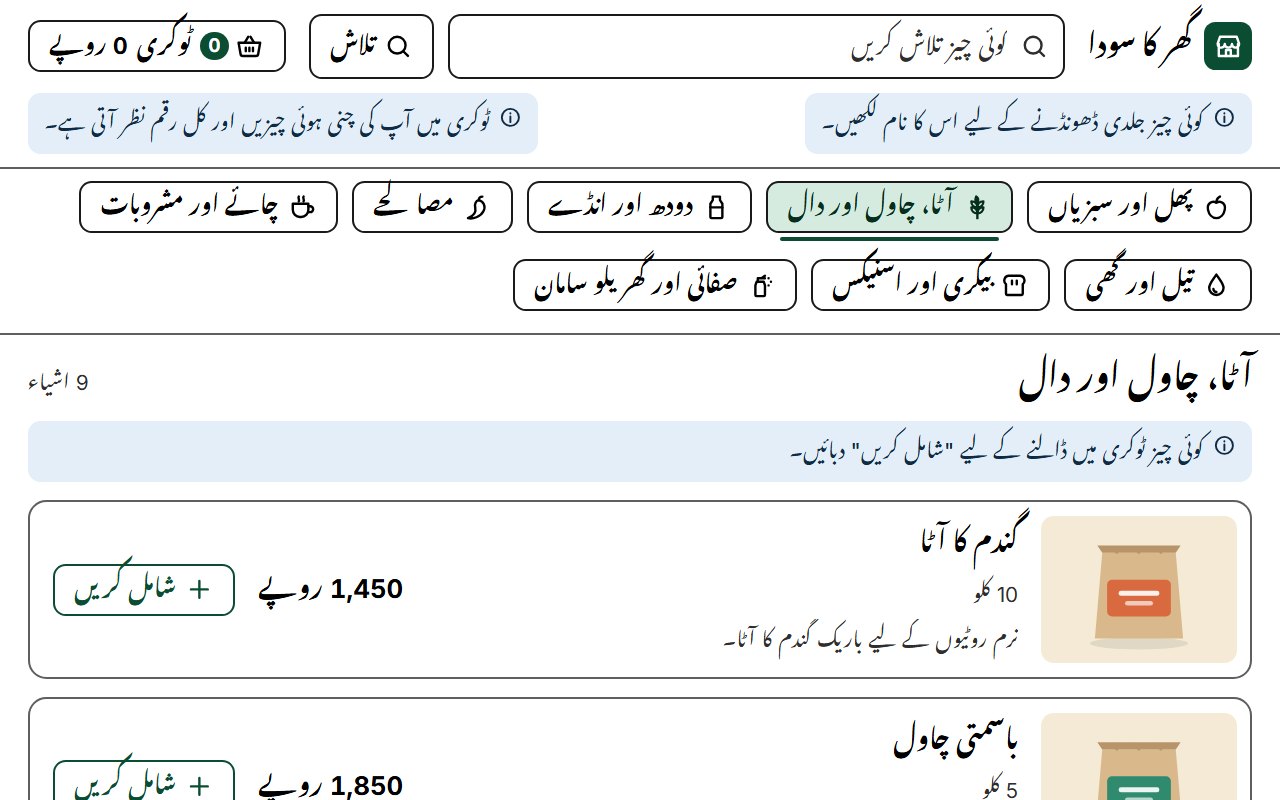 گھر کا سودا
کوئی چیز تلاش کریں
تلاش
0 ٹوکری 0 روپے
کوئی چیز جلدی ڈھونڈنے کے لیے اس کا نام لکھیں۔
ٹوکری میں آپ کی چنی ہوئی چیزیں اور کل رقم نظر آتی ہے۔
پھل اور سبزیاں
آٹا، چاول اور دال
دودھ اور انڈے
مصالحے
چائے اور مشروبات
تیل اور گھی
بیکری اور اسنیکس
صفائی اور گھریلو سامان
آٹا، چاول اور دال
9 اشیاء
کوئی چیز ٹوکری میں ڈالنے کے لیے "شامل کریں" دبائیں۔
گندم کا آٹا
10 کلو
نرم روٹیوں کے لیے باریک گندم کا آٹا۔
1,450 روپے
شامل کریں
باسمتی چاول
5 کلو
1,850 روپے
شامل کریں